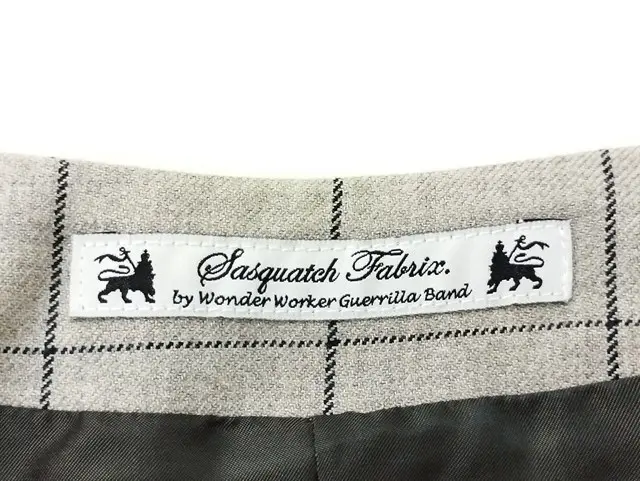 Sasquatch Fabrix.
by Wonder Worker Guerrilla Band